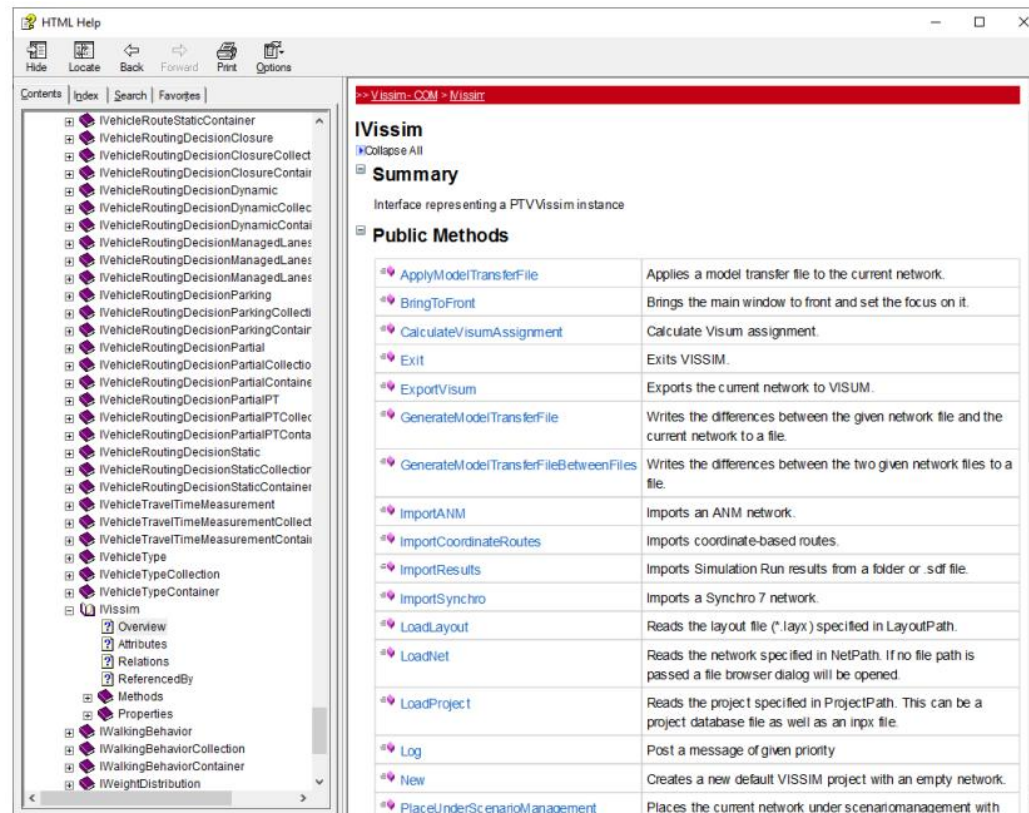 HTML Help
Hide Locate Back Forward Print Options
Contents Index Search Favorites
IVehicleRouteStaticContainer
IVehicleRoutingDecisionClosure
IVehicleRoutingDecisionClosureCollect
IVehicleRoutingDecisionClosureContain
IVehicleRoutingDecisionDynamic
IVehicleRoutingDecisionDynamicCollec
IVehicleRoutingDecisionDynamicContai
IVehicleRoutingDecisionManagedLanes
IVehicleRoutingDecisionManagedLanes
IVehicleRoutingDecisionManagedLanes
IVehicleRoutingDecisionParking
IVehicleRoutingDecisionParkingCollecti
IVehicleRoutingDecisionParkingContain
IVehicleRoutingDecisionPartial
IVehicleRoutingDecisionPartialCollectio
IVehicleRoutingDecisionPartialContaine
IVehicleRoutingDecisionPartialPT
IVehicleRoutingDecisionPartialPTCollec
IVehicleRoutingDecisionPartialPTConta
IVehicleRoutingDecisionStatic
IVehicleRoutingDecisionStaticCollection
IVehicleRoutingDecisionStaticContainer
IVehicleTravelTimeMeasurement
IVehicleTravelTimeMeasurementCollect
IVehicleTravelTimeMeasurementContai
IVehicleType
IVehicleTypeCollection
IVehicleTypeContainer
IVissim
Overview
Attributes
Relations
ReferencedBy
Methods
Properties
IWalkingBehavior
IWalkingBehaviorCollection
IWalkingBehaviorContainer
IWeightDistribution
>> Vissim - COM > IVissim
IVissim
Collapse All
Summary
Interface representing a PTV Vissim instance
Public Methods
ApplyModelTransferFile Applies a model transfer file to the current network.
BringToFront Brings the main window to front and set the focus on it.
CalculateVisumAssignment Calculate Visum assignment.
Exit Exits VISSIM.
ExportVisum Exports the current network to VISUM.
GenerateModelTransferFile Writes the differences between the given network file and the
current network to a file.
GenerateModelTransferFileBetweenFiles Writes the differences between the two given network files to a
file.
ImportANM Imports an ANM network.
ImportCoordinateRoutes Imports coordinate-based routes.
ImportResults Imports Simulation Run results from a folder or .sdf file.
ImportSynchro Imports a Synchro 7 network.
LoadLayout Reads the layout file (*.layx) specified in LayoutPath.
LoadNet Reads the network specified in NetPath. If no file path is
passed a file browser dialog will be opened.
LoadProject Reads the project specified in ProjectPath. This can be a
project database file as well as an inpx file.
Log Post a message of given priority
New Creates a new default VISSIM project with an empty network.
PlaceUnderScenarioManagement Places the current network under scenariomanagement with